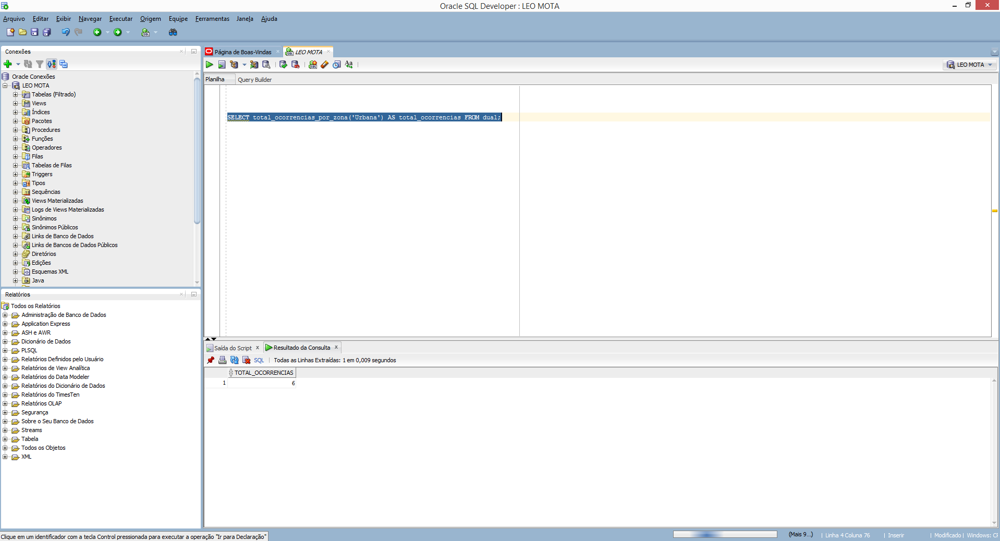 Oracle SQL Developer : LEO MOTA
Arquivo Editar Exibir Navegar Executar Origem Equipe Ferramentas Janela Ajuda
Conexões
Oracle Conexões
LEO MOTA
Tabelas (Filtrado)
Views
Índices
Pacotes
Procedures
Funções
Operadores
Filas
Tabelas de Filas
Triggers
Tipos
Sequências
Views Materializadas
Logs de Views Materializadas
Sinônimos
Sinônimos Públicos
Links de Banco de Dados
Links de Bancos de Dados Públicos
Diretórios
Edições
Esquemas XML
Java
Relatórios
Todos os Relatórios
Administração de Banco de Dados
Application Express
ASH e AWR
Dicionário de Dados
PLSQL
Relatórios Definidos pelo Usuário
Relatórios de View Analítica
Relatórios do Data Modeler
Relatórios do Dicionário de Dados
Relatórios do TimesTen
Relatórios OLAP
Segurança
Sobre o Seu Banco de Dados
Streams
Tabela
Todos os Objetos
XML
Página de Boas-Vindas LEO MOTA
LEO MOTA
Planilha Query Builder
SELECT total_ocorrencias_por_zona('Urbana') AS total_ocorrencias FROM dual;
Saída do Script Resultado da Consulta
SQL Todas as Linhas Extraídas: 1 em 0,009 segundos
TOTAL_OCORRENCIAS
1 6
Clique em um identificador com a tecla Control pressionada para executar a operação "Ir para Declaração"
(Mais 9...) | Linha 4 Coluna 76 | Inserir | Modificado | Windows: CF